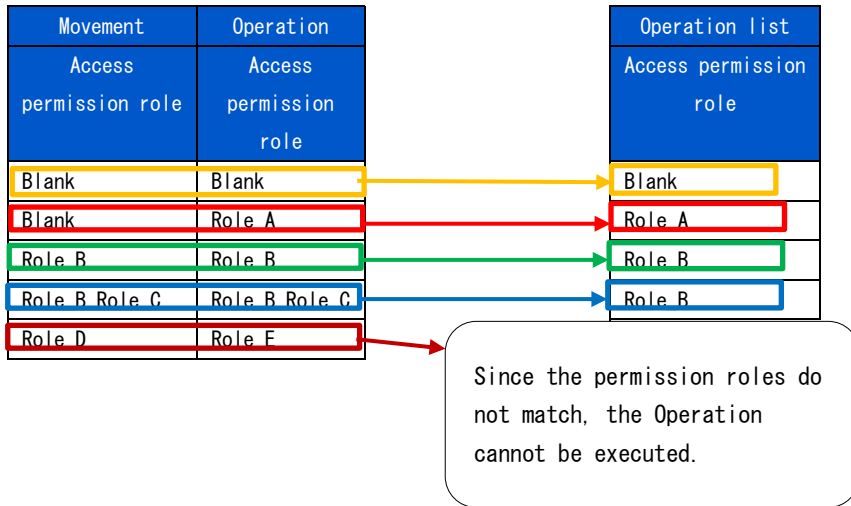 Movement Operation Operation list
Access permission role Access permission role Access permission role
Blank Blank Blank
Blank Role A Role A
Role B Role B Role B
Role B Role C Role B Role C Role B
Role D Role E
Since the permission roles do
not match, the Operation
cannot be executed.